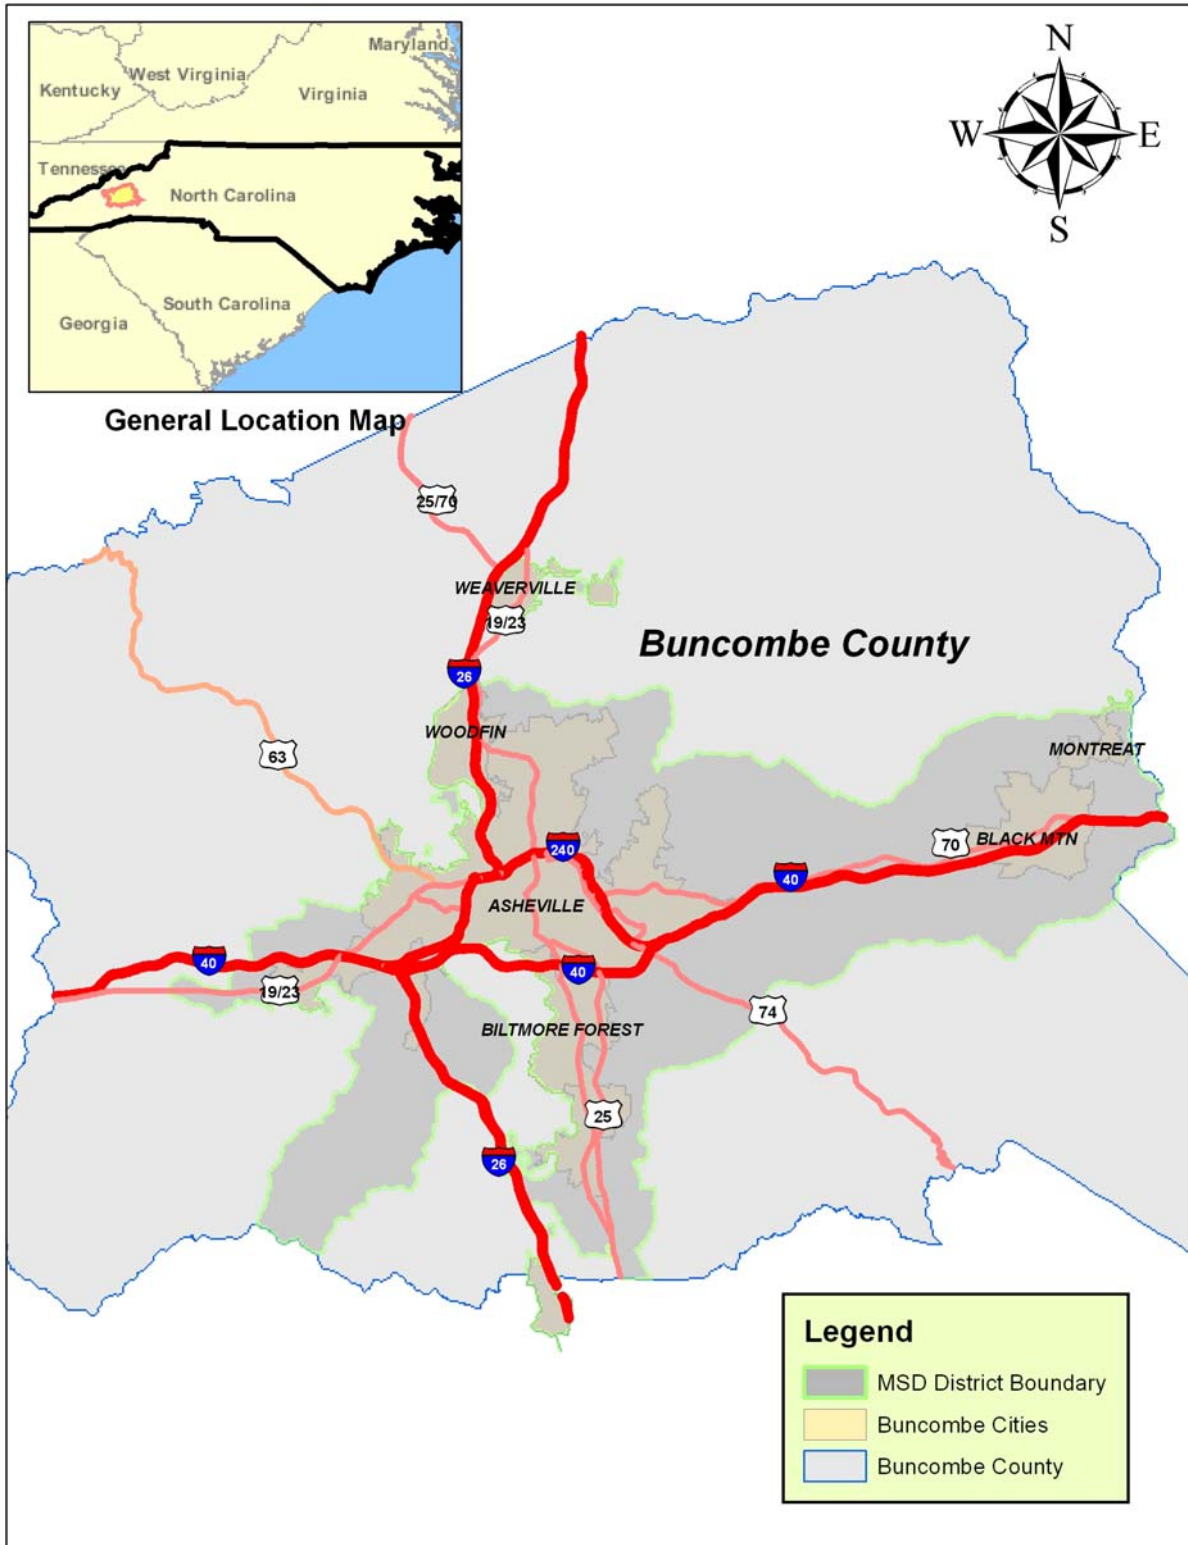 Maryland
West Virginia
Kentucky
Virginia
Tennessee
North Carolina
South Carolina
Georgia
General Location Map
N
W
E
S
25/70
WEAVERVILLE
19/23
Buncombe County
26
WOODFIN
MONTREAT
63
240
70
BLACK MTN
40
ASHEVILLE
40
40
19/23
74
BILTMORE FOREST
25
26
Legend
MSD District Boundary
Buncombe Cities
Buncombe County